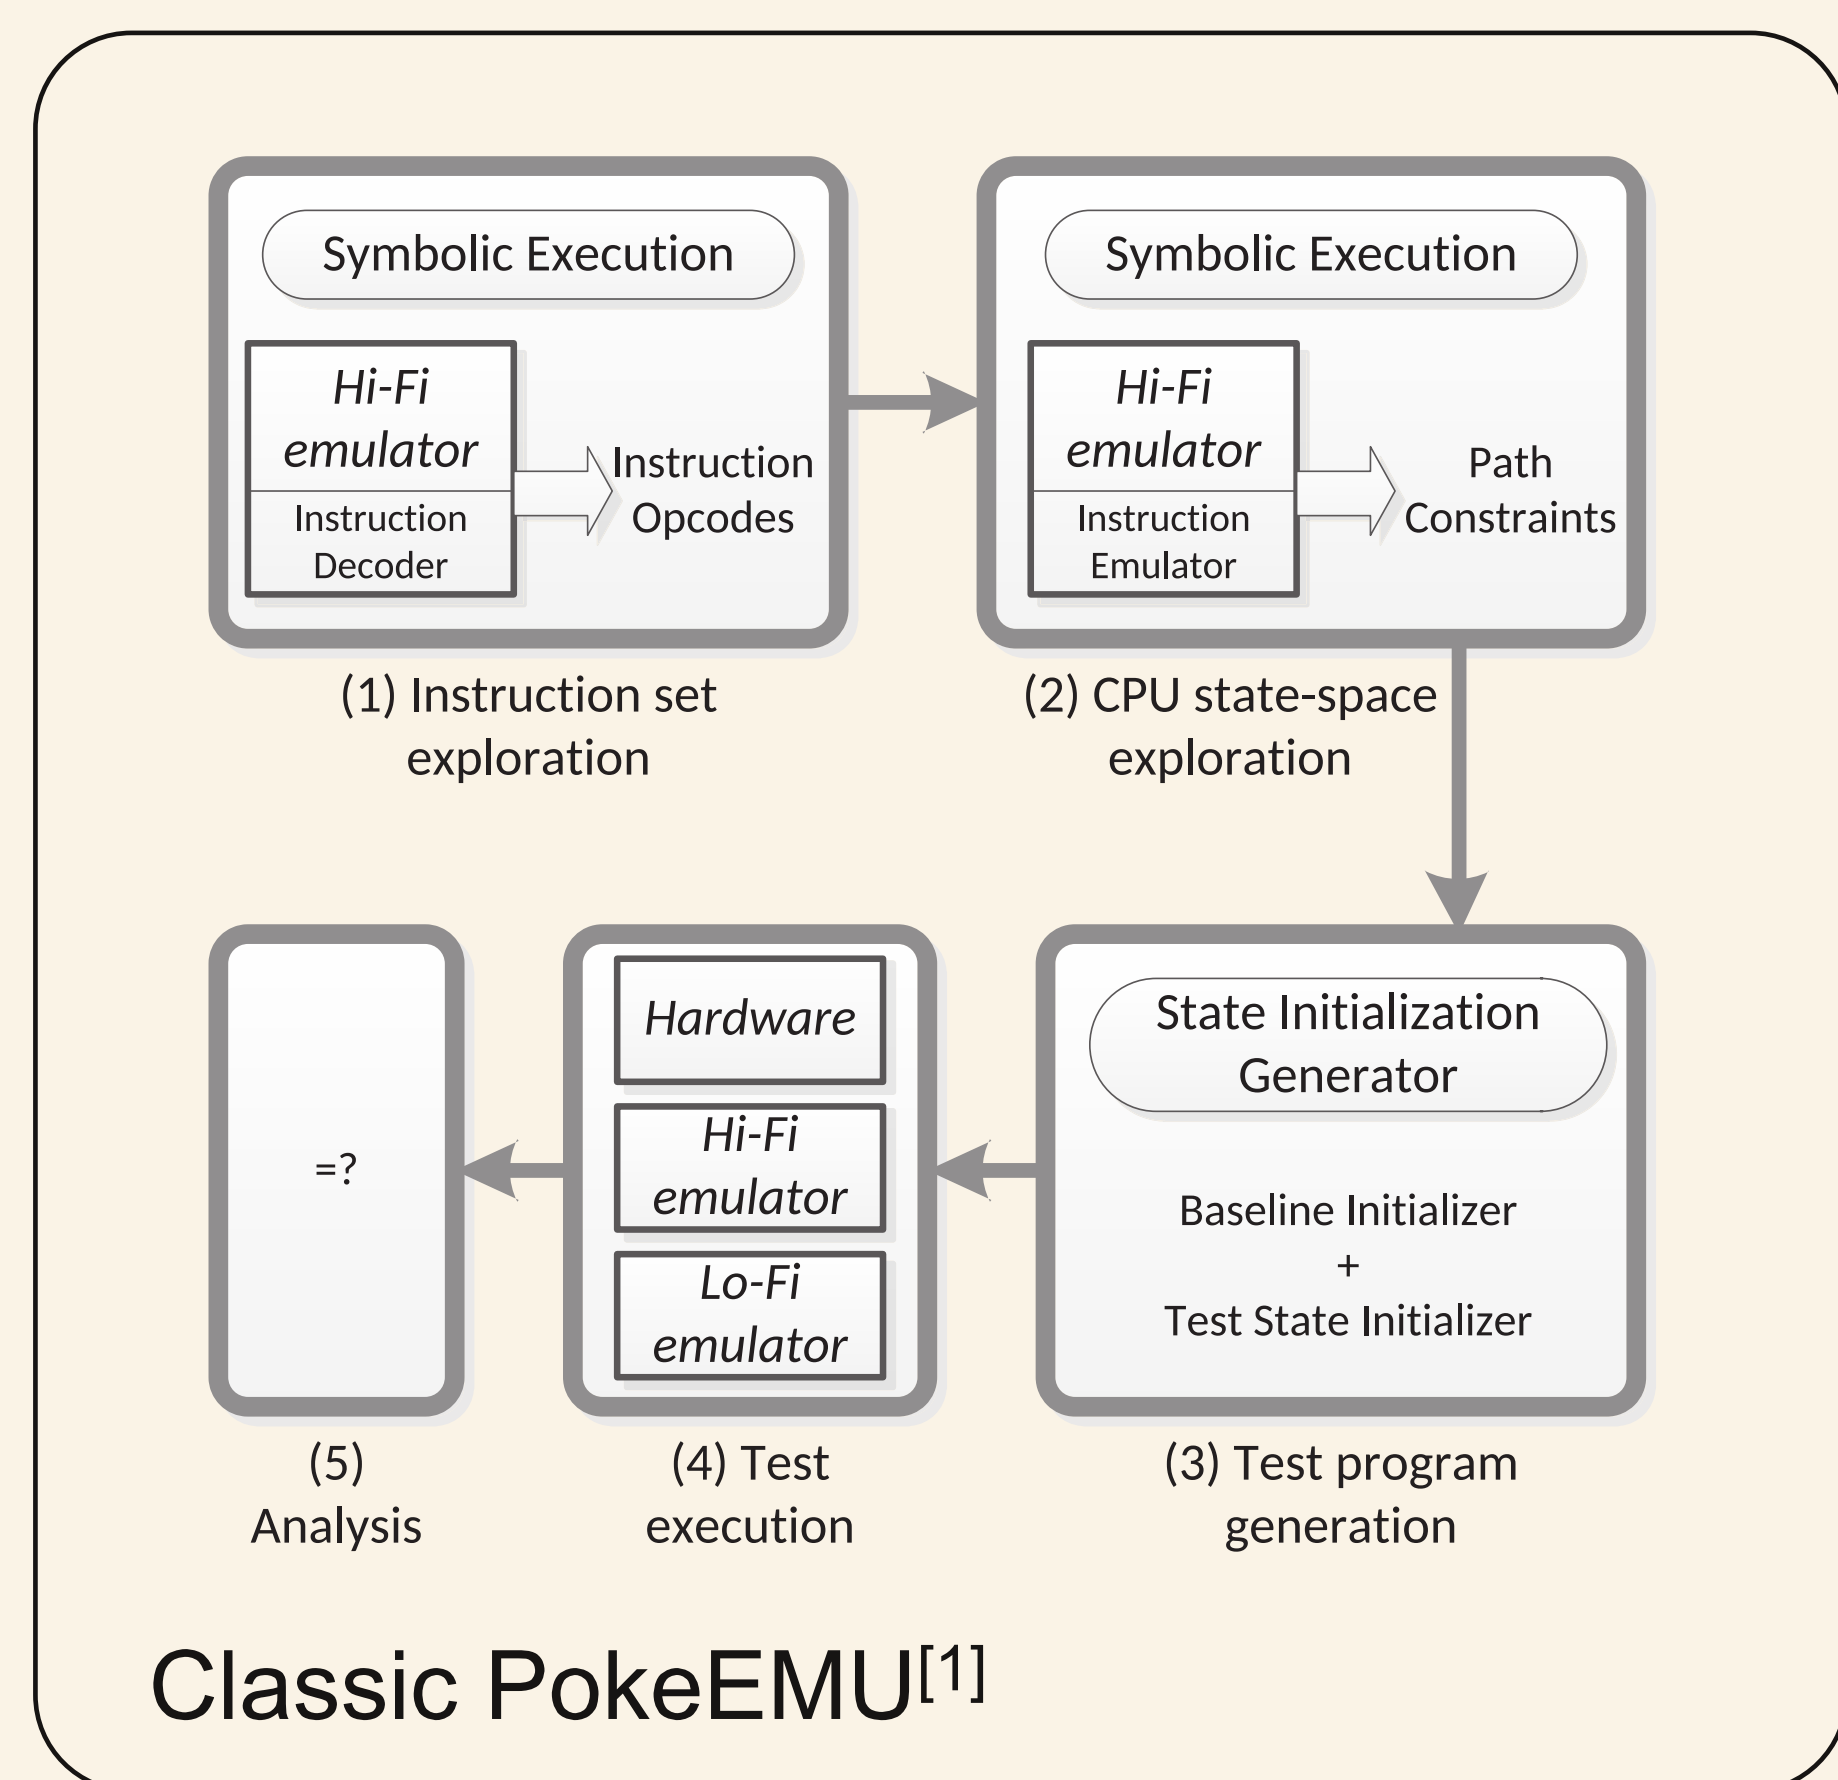 Symbolic Execution
Hi-Fi
emulator
Instruction
Decoder
Instruction
Opcodes
(1) Instruction set
exploration
Symbolic Execution
Hi-Fi
emulator
Instruction
Emulator
Path
Constraints
(2) CPU state-space
exploration
State Initialization
Generator
Baseline Initializer
+
Test State Initializer
(3) Test program
generation
Hardware
Hi-Fi
emulator
Lo-Fi
emulator
(4) Test
execution
=?
(5)
Analysis
Classic PokeEMU[1]